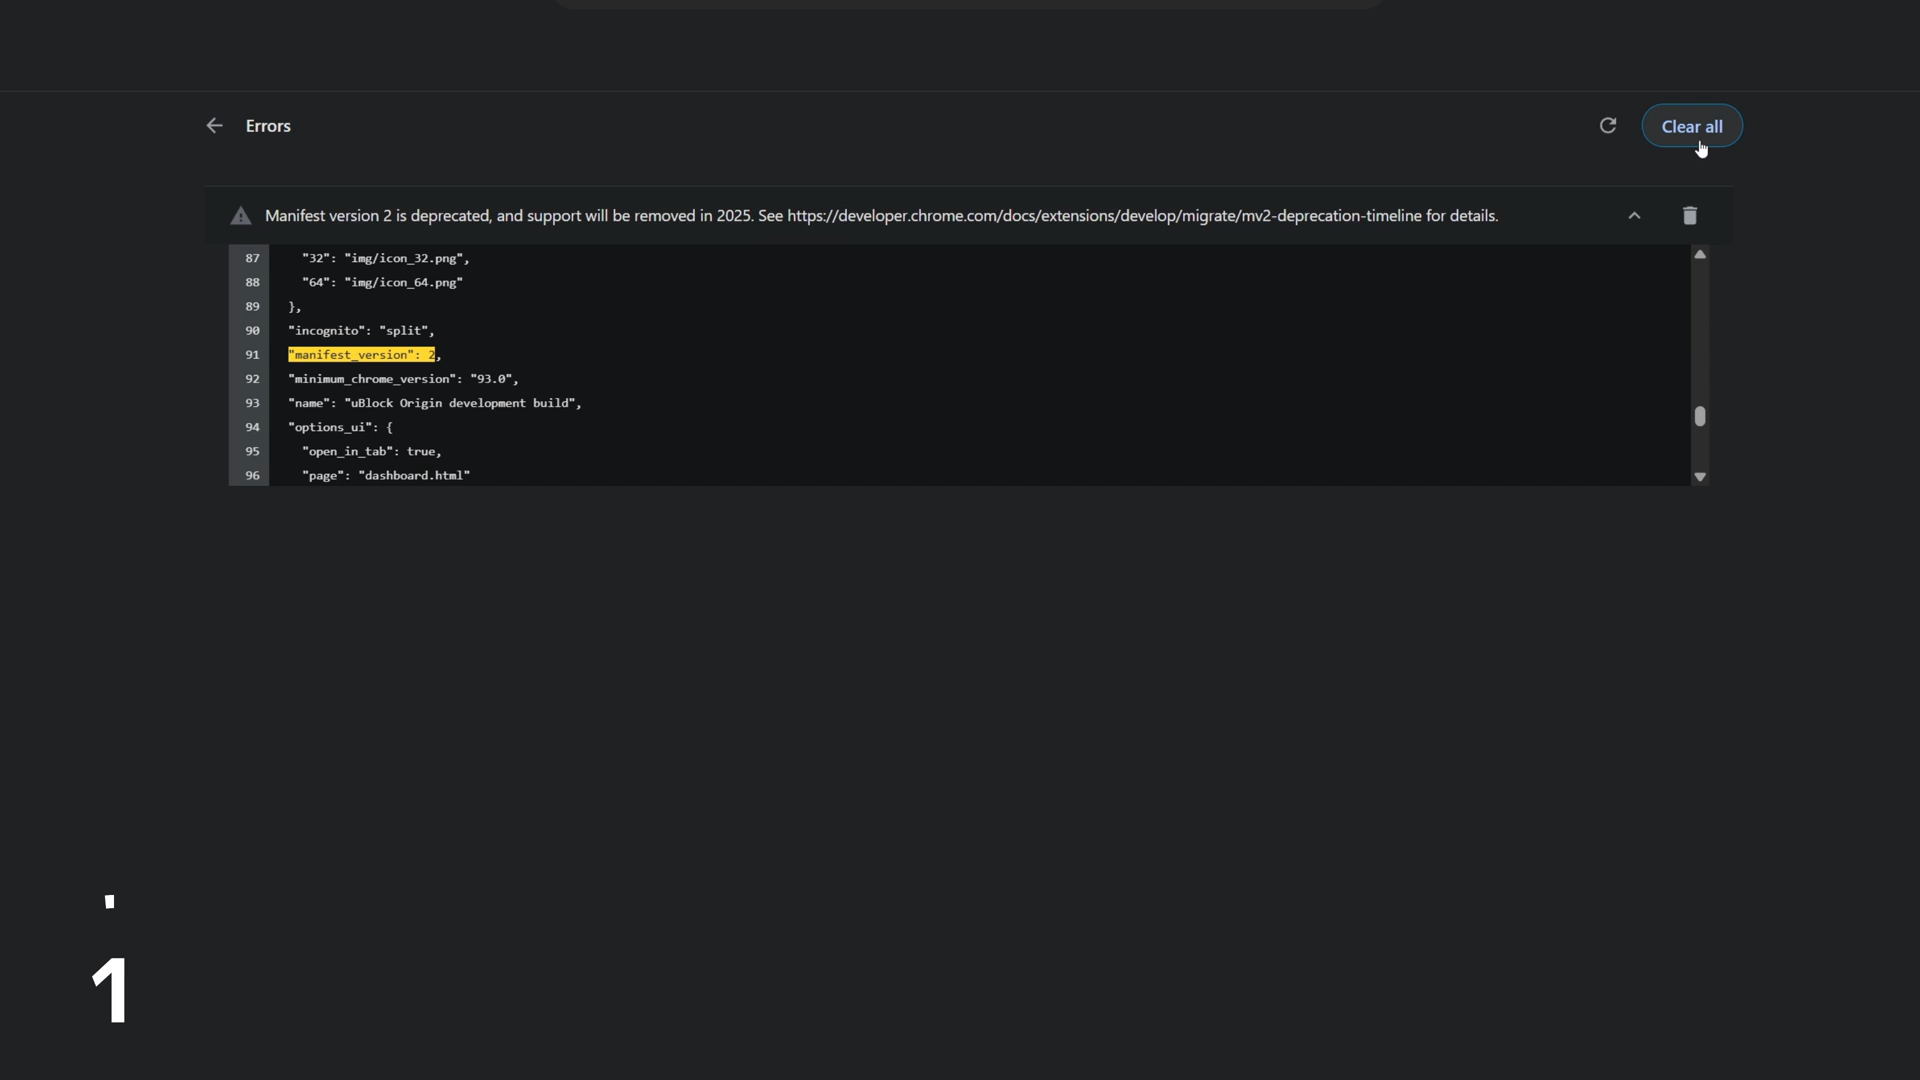 Errors
Clear all
Manifest version 2 is deprecated, and support will be removed in 2025. See https://developer.chrome.com/docs/extensions/develop/migrate/mv2-deprecation-timeline for details.
87 "32": "img/icon_32.png",
88 "64": "img/icon_64.png"
89 },
90 "incognito": "split",
91 "manifest_version": 2,
92 "minimum_chrome_version": "93.0",
93 "name": "uBlock Origin development build",
94 "options_ui": {
95 "open_in_tab": true,
96 "page": "dashboard.html"
'
1